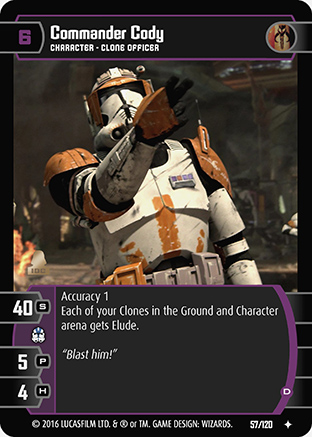 6 Commander Cody
CHARACTER • CLONE OFFICER
IDC
40 S
Accuracy 1
Each of your Clones in the Ground and Character
arena gets Elude.
5 P
“Blast him!”
4 H
D
© 2016 LUCASFILM LTD. & ® or TM. GAME DESIGN: WIZARDS. 57/120